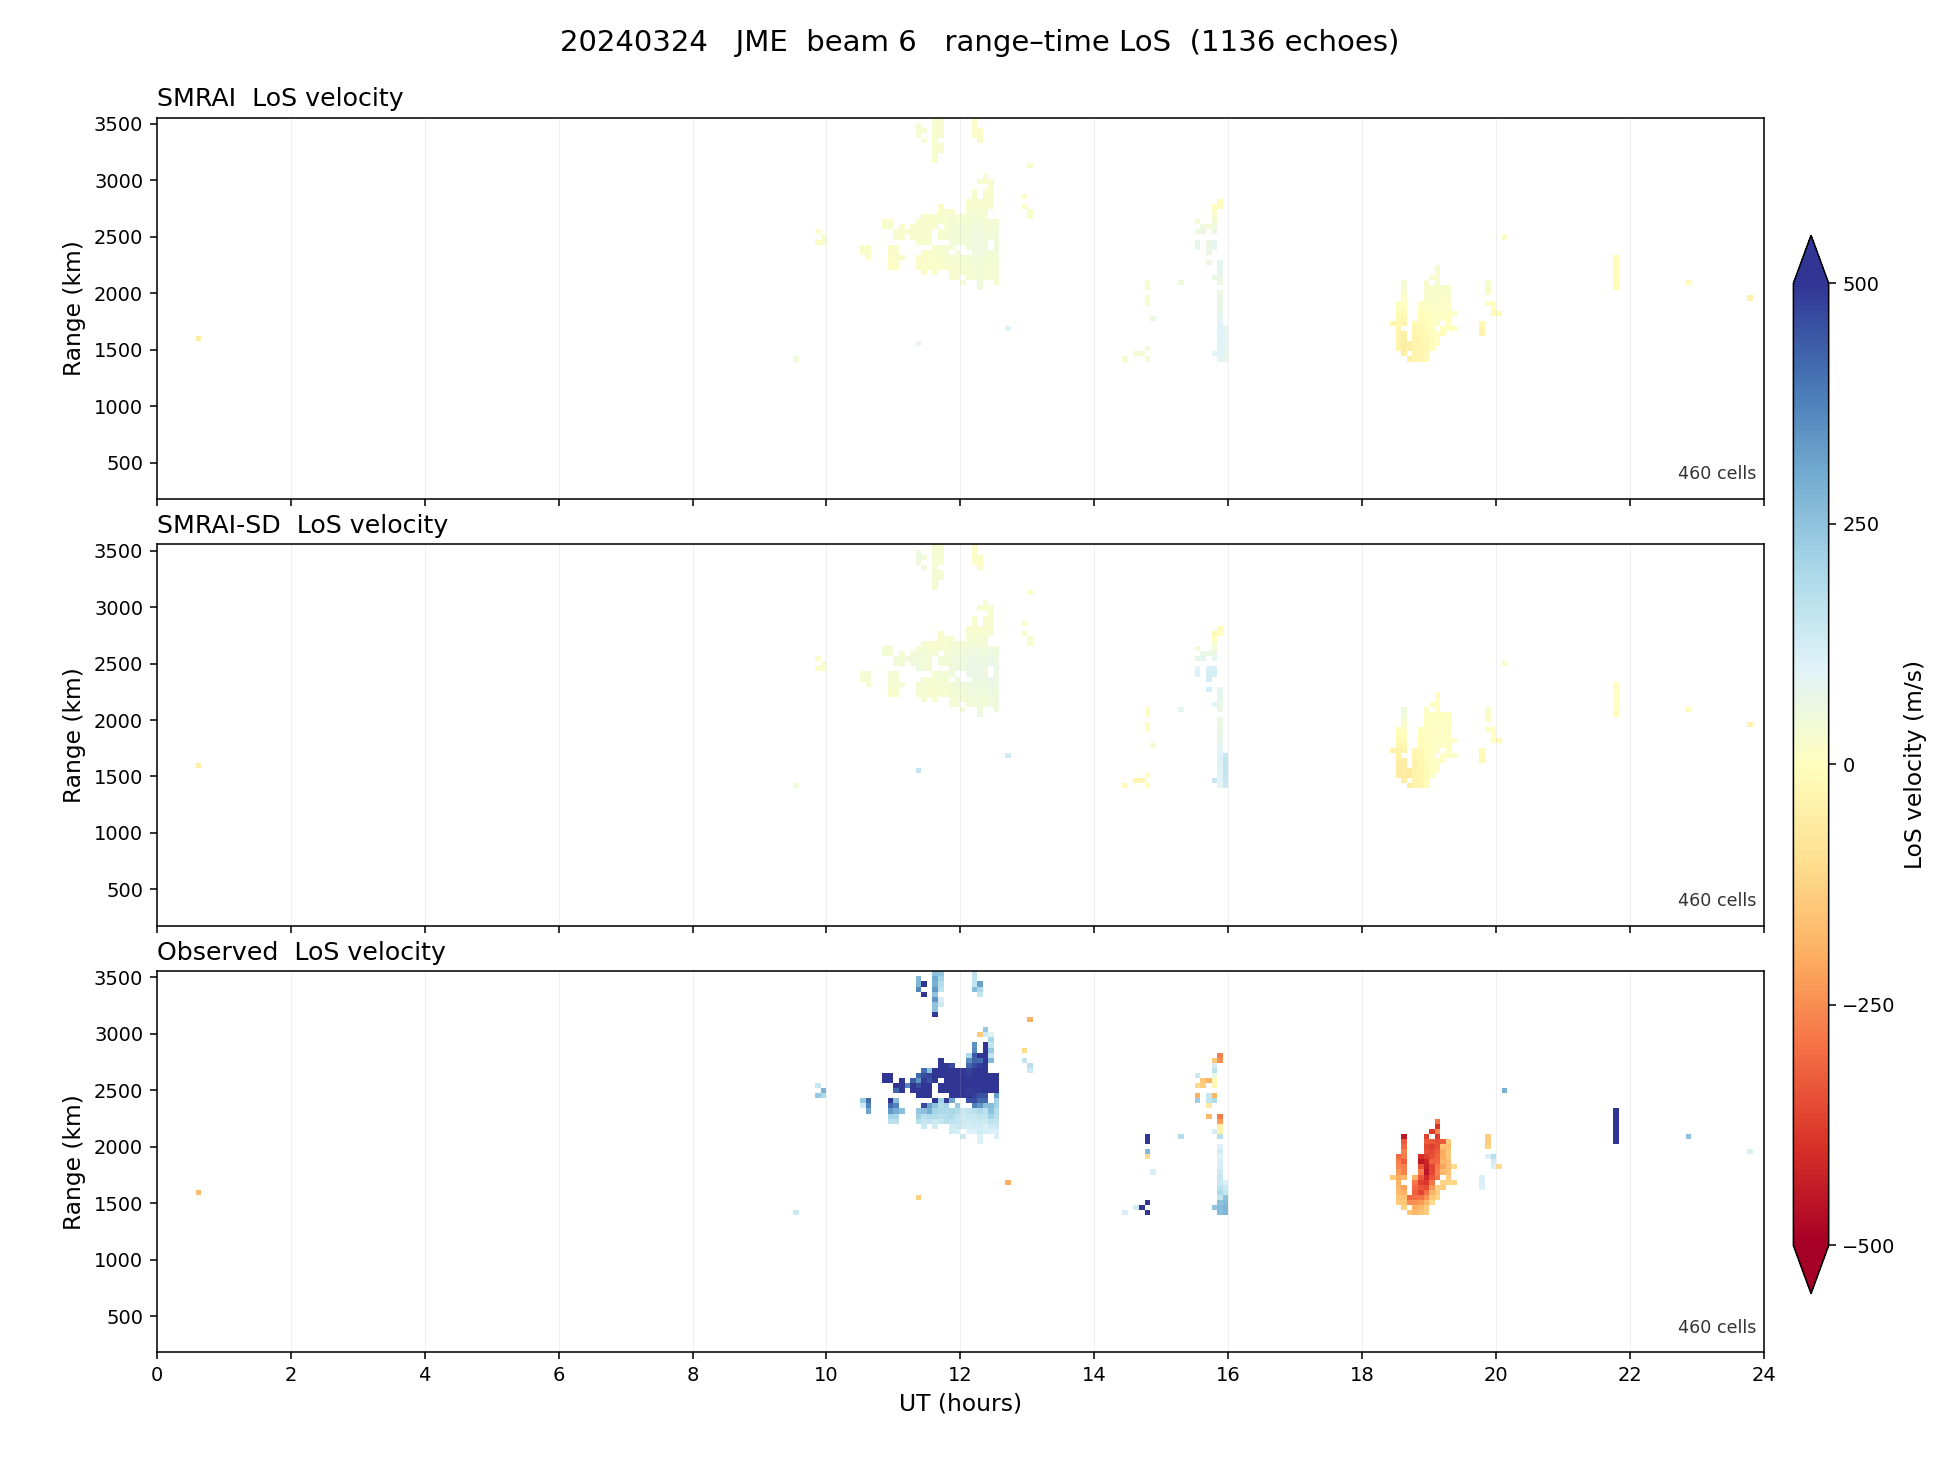 20240324   JME  beam 6   range–time LoS  (1136 echoes)
SMRAI  LoS velocity
3500
3000
2500
2000
1500
1000
500
Range (km)
460 cells
SMRAI-SD  LoS velocity
3500
3000
2500
2000
1500
1000
500
Range (km)
460 cells
Observed  LoS velocity
3500
3000
2500
2000
1500
1000
500
Range (km)
460 cells
0 2 4 6 8 10 12 14 16 18 20 22 24
UT (hours)
500
250
0
−250
−500
LoS velocity (m/s)